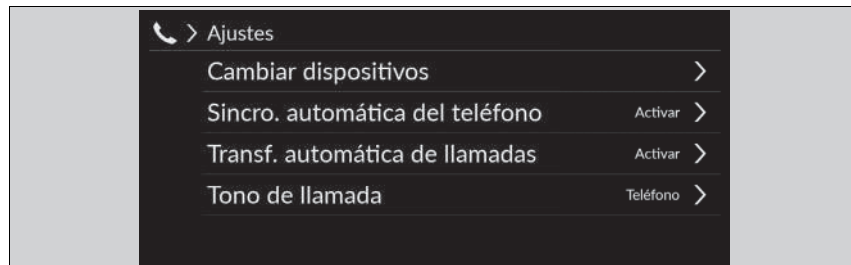 Ajustes
Cambiar dispositivos
Sincro. automática del teléfono Activar
Transf. automática de llamadas Activar
Tono de llamada Teléfono